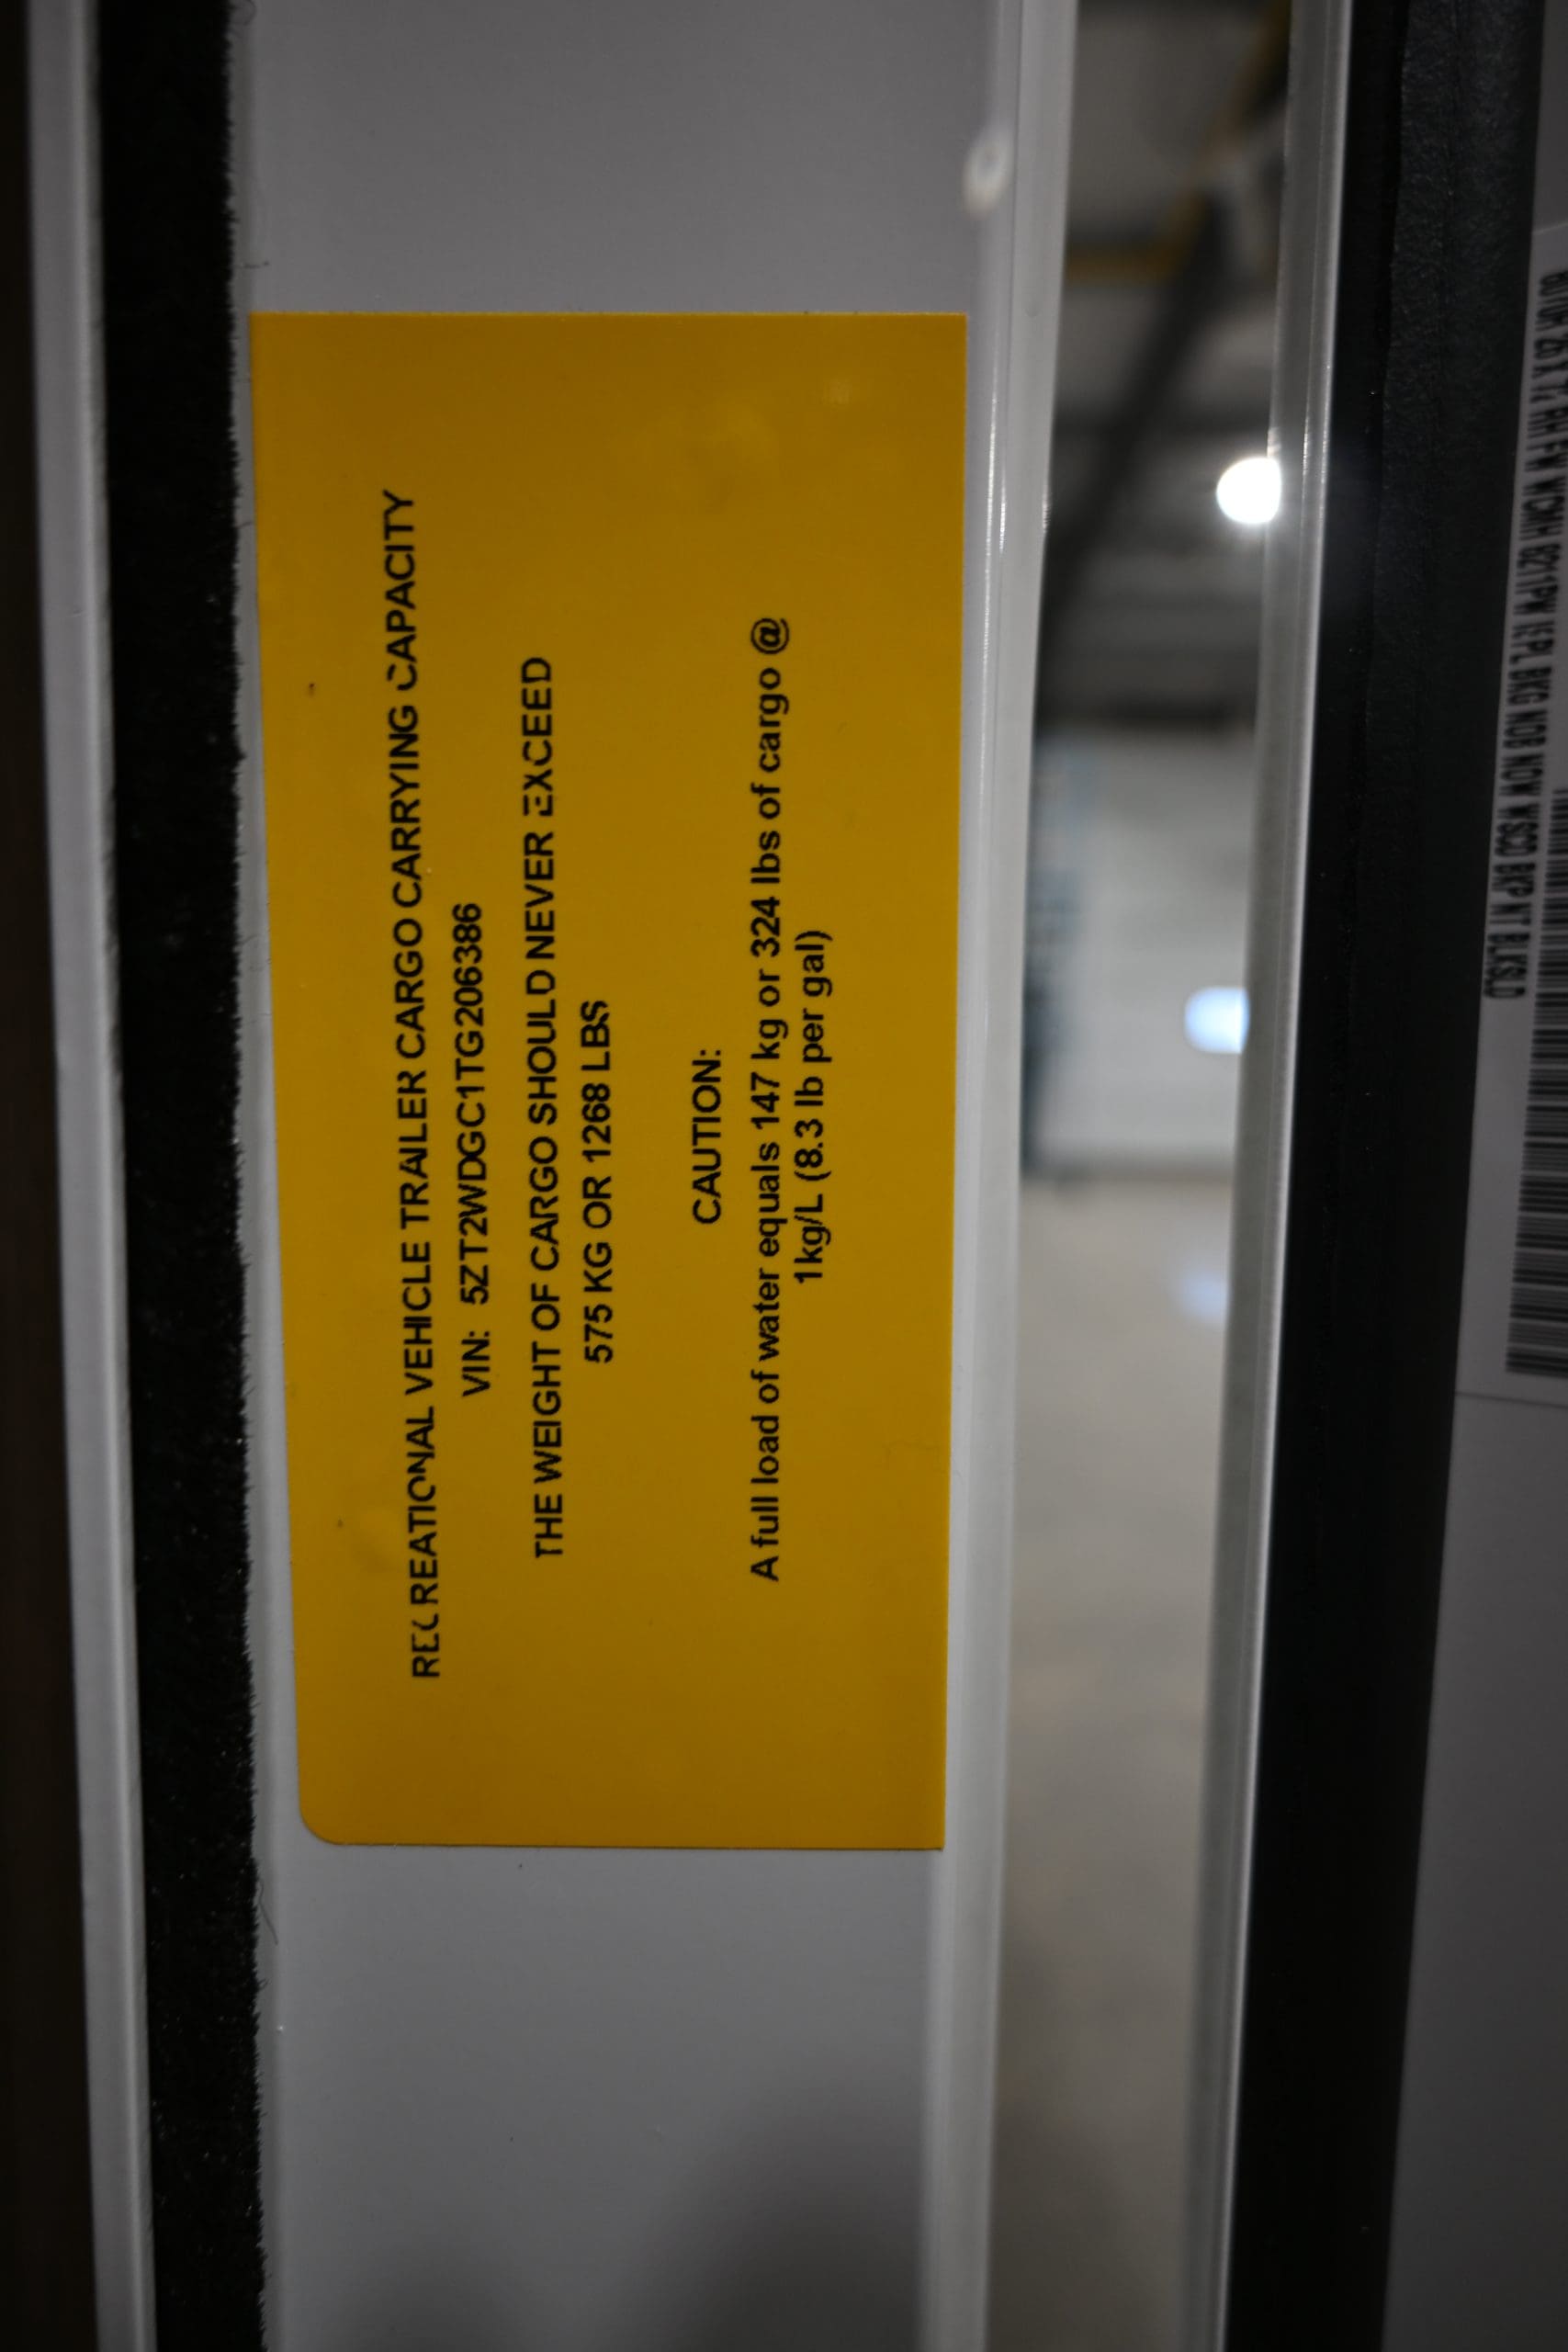 RECREATIONAL VEHICLE TRAILER CARGO CARRYING CAPACITY
VIN: 5ZT2WDGC1TG206386
THE WEIGHT OF CARGO SHOULD NEVER EXCEED
575 KG OR 1268 LBS
CAUTION:
A full load of water equals 147 kg or 324 lbs of cargo @
1kg/L (8.3 lb per gal)